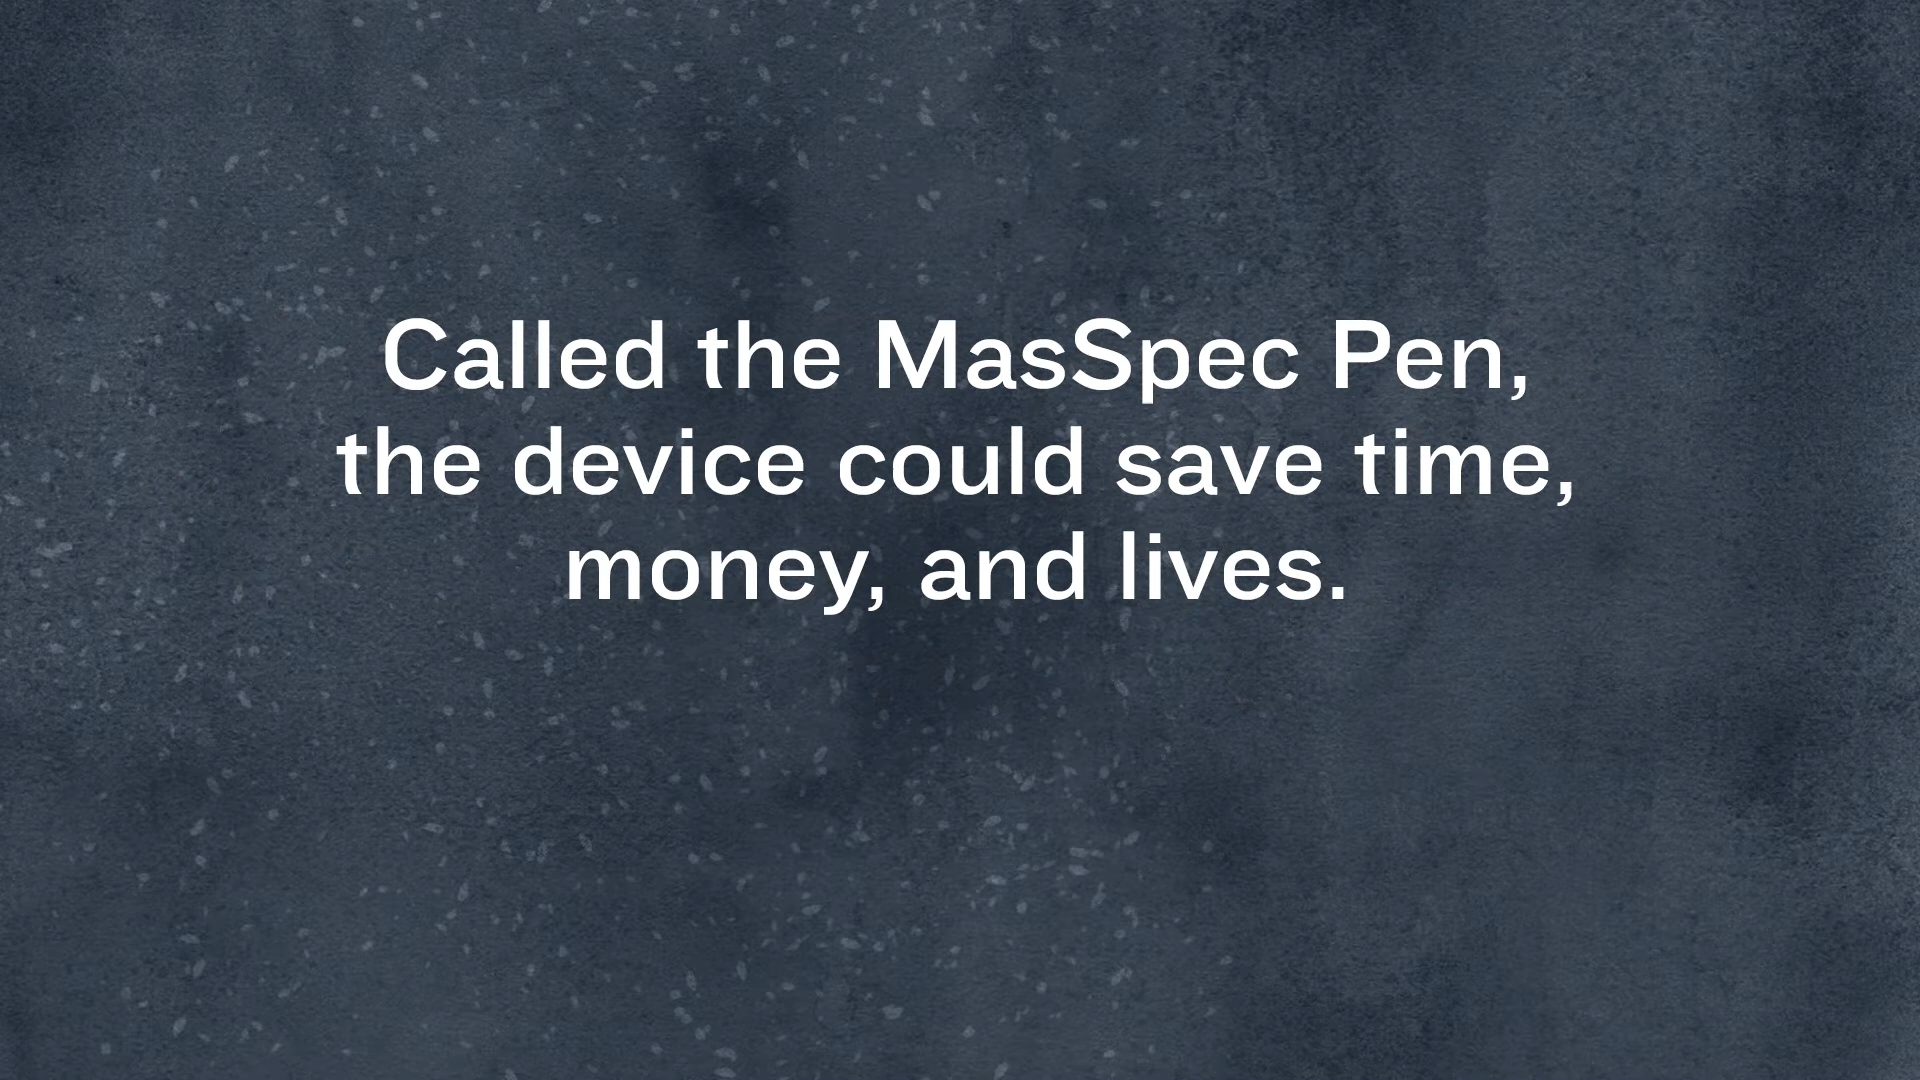 Called the MasSpec Pen,
the device could save time,
money, and lives.